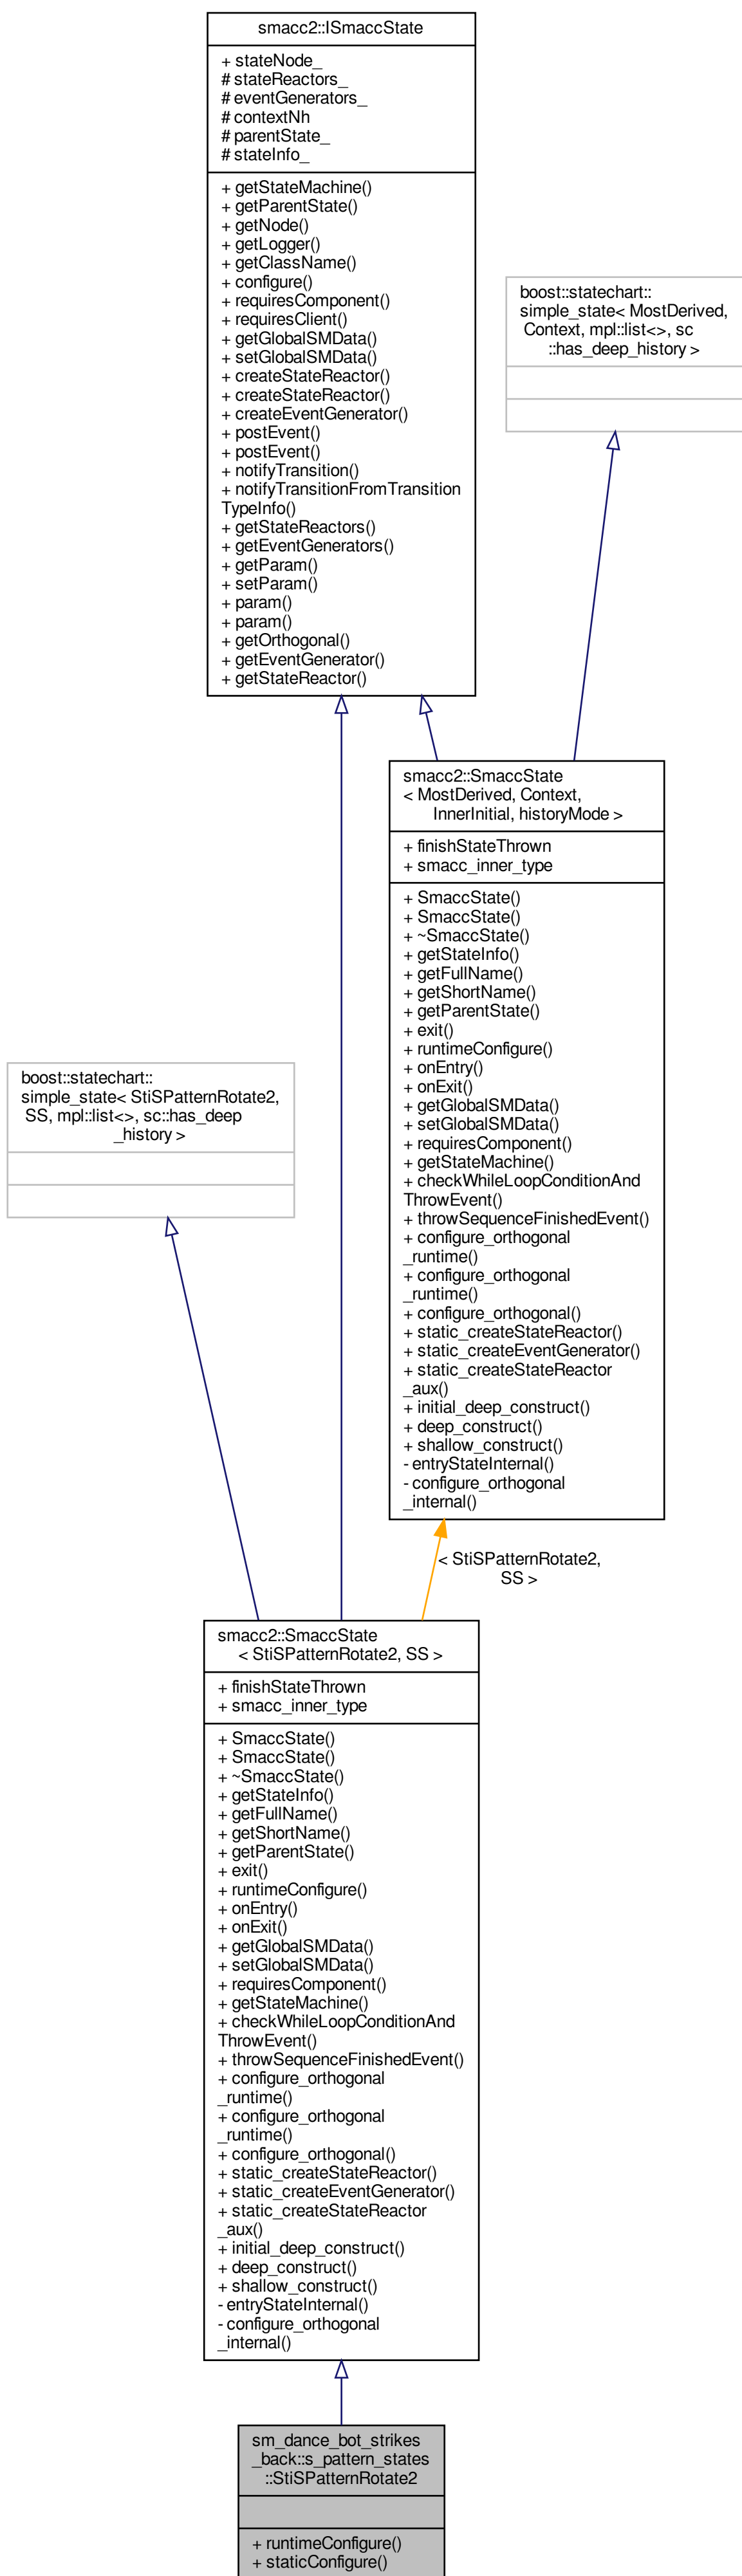 smacc2::ISmaccState
+ stateNode_
# stateReactors_
# eventGenerators_
# contextNh
# parentState_
# stateInfo_
+ getStateMachine()
+ getParentState()
+ getNode()
+ getLogger()
+ getClassName()
+ configure()
+ requiresComponent()
+ requiresClient()
+ getGlobalSMData()
+ setGlobalSMData()
+ createStateReactor()
+ createStateReactor()
+ createEventGenerator()
+ postEvent()
+ postEvent()
+ notifyTransition()
+ notifyTransitionFromTransition
TypeInfo()
+ getStateReactors()
+ getEventGenerators()
+ getParam()
+ setParam()
+ param()
+ param()
+ getOrthogonal()
+ getEventGenerator()
+ getStateReactor()
boost::statechart::
simple_state< MostDerived,
Context, mpl::list<>, sc
::has_deep_history >
smacc2::SmaccState
< MostDerived, Context,
InnerInitial, historyMode >
+ finishStateThrown
+ smacc_inner_type
+ SmaccState()
+ SmaccState()
+ ~SmaccState()
+ getStateInfo()
+ getFullName()
+ getShortName()
+ getParentState()
+ exit()
+ runtimeConfigure()
+ onEntry()
+ onExit()
+ getGlobalSMData()
+ setGlobalSMData()
+ requiresComponent()
+ getStateMachine()
+ checkWhileLoopConditionAnd
ThrowEvent()
+ throwSequenceFinishedEvent()
+ configure_orthogonal
_runtime()
+ configure_orthogonal
_runtime()
+ configure_orthogonal()
+ static_createStateReactor()
+ static_createEventGenerator()
+ static_createStateReactor
_aux()
+ initial_deep_construct()
+ deep_construct()
+ shallow_construct()
- entryStateInternal()
- configure_orthogonal
_internal()
boost::statechart::
simple_state< StiSPatternRotate2,
SS, mpl::list<>, sc::has_deep
_history >
< StiSPatternRotate2,
SS >
smacc2::SmaccState
< StiSPatternRotate2, SS >
+ finishStateThrown
+ smacc_inner_type
+ SmaccState()
+ SmaccState()
+ ~SmaccState()
+ getStateInfo()
+ getFullName()
+ getShortName()
+ getParentState()
+ exit()
+ runtimeConfigure()
+ onEntry()
+ onExit()
+ getGlobalSMData()
+ setGlobalSMData()
+ requiresComponent()
+ getStateMachine()
+ checkWhileLoopConditionAnd
ThrowEvent()
+ throwSequenceFinishedEvent()
+ configure_orthogonal
_runtime()
+ configure_orthogonal
_runtime()
+ configure_orthogonal()
+ static_createStateReactor()
+ static_createEventGenerator()
+ static_createStateReactor
_aux()
+ initial_deep_construct()
+ deep_construct()
+ shallow_construct()
- entryStateInternal()
- configure_orthogonal
_internal()
sm_dance_bot_strikes
_back::s_pattern_states
::StiSPatternRotate2
+ runtimeConfigure()
+ staticConfigure()